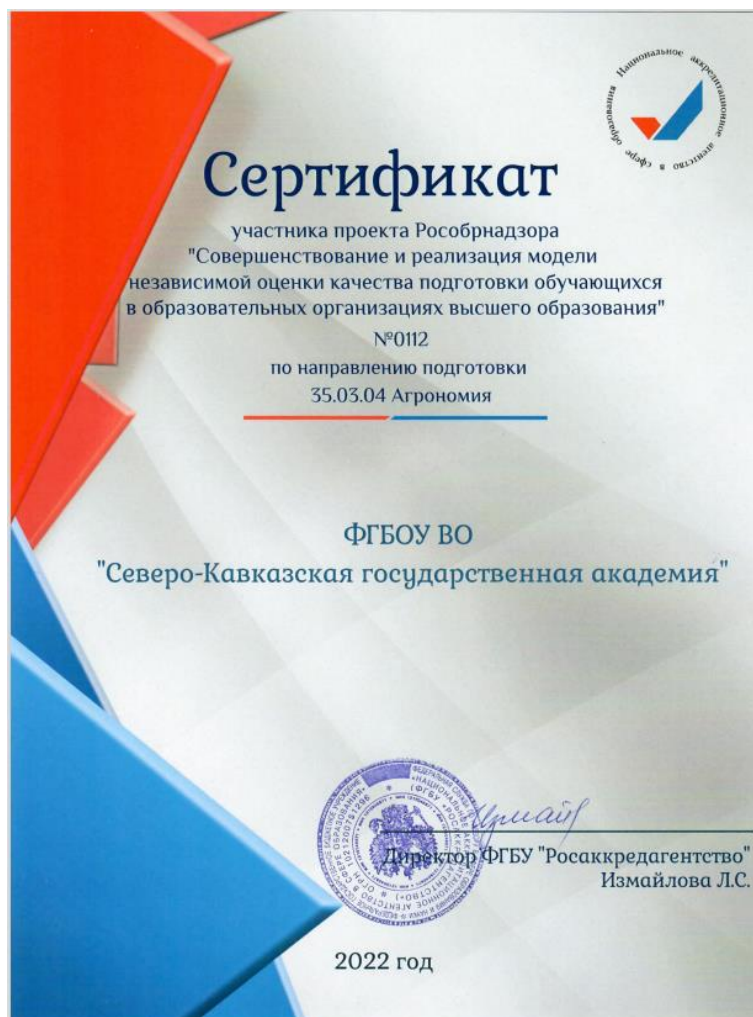 Национальное аккредитационное агентство в сфере образования
Сертификат
участника проекта Рособрнадзора
"Совершенствование и реализация модели
независимой оценки качества подготовки обучающихся
в образовательных организациях высшего образования"
№0112
по направлению подготовки
35.03.04 Агрономия
ФГБОУ ВО
"Северо-Кавказская государственная академия"
Директор ФГБУ "Росаккредагентство"
Измайлова Л.С.
2022 год